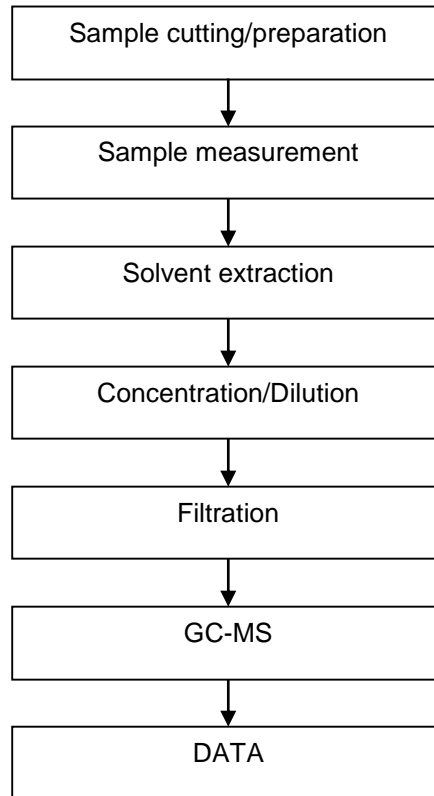 Sample cutting/preparation
Sample measurement
Solvent extraction
Concentration/Dilution
Filtration
GC-MS
DATA